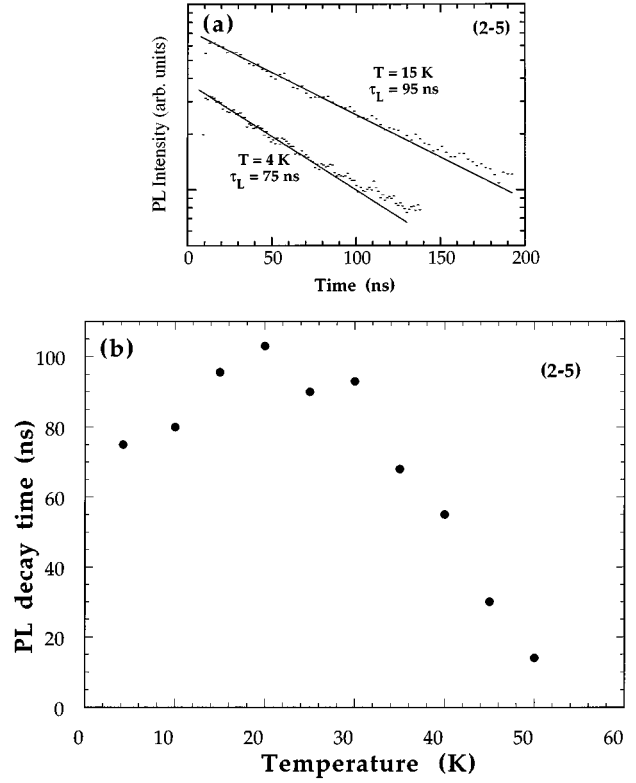 (a)
(2-5)
T = 15 K
τL = 95 ns
T = 4 K
τL = 75 ns
PL Intensity (arb. units)
0
50
100
150
200
Time (ns)
(b)
(2-5)
100
80
60
40
20
0
PL decay time (ns)
0
10
20
30
40
50
60
Temperature (K)